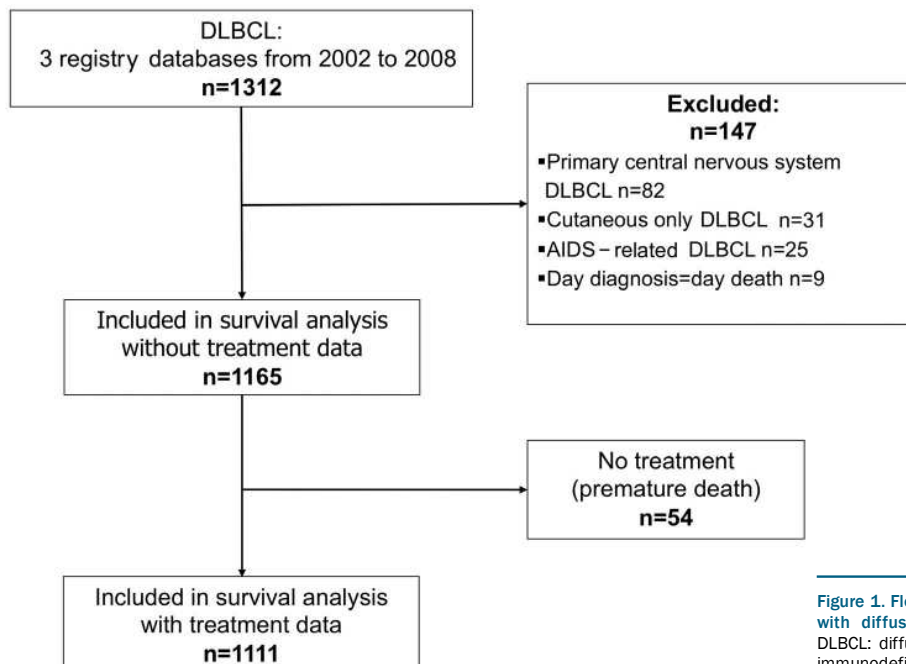 DLBCL:
3 registry databases from 2002 to 2008
n=1312
Excluded:
n=147
▪Primary central nervous system
DLBCL n=82
▪Cutaneous only DLBCL n=31
▪AIDS–related DLBCL n=25
▪Day diagnosis=day death n=9
Included in survival analysis
without treatment data
n=1165
No treatment
(premature death)
n=54
Included in survival analysis
with treatment data
n=1111
Figure 1.
with diffus
DLBCL: diffu
immunodefi